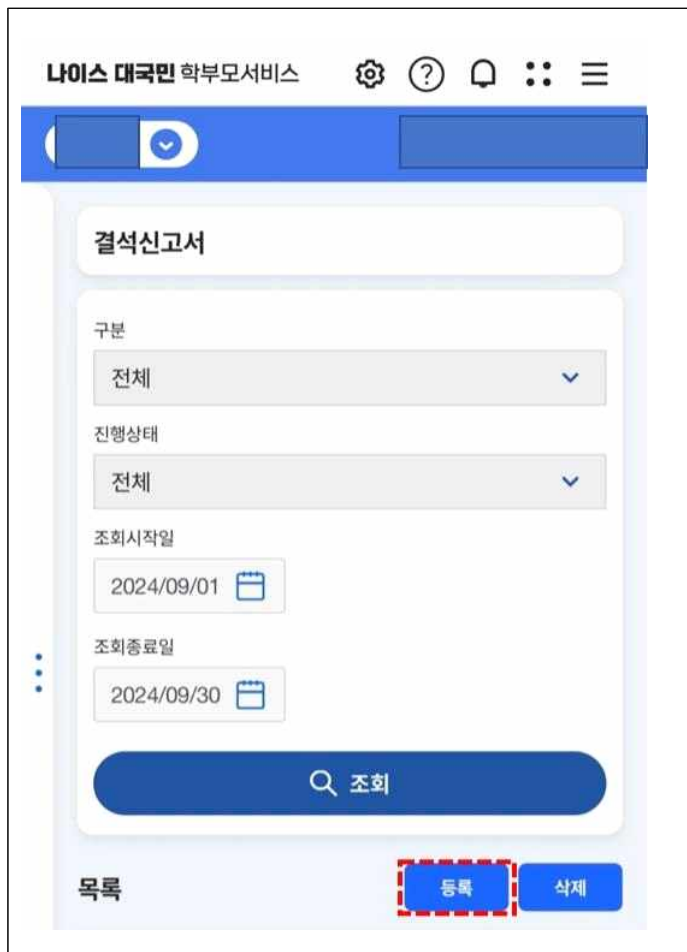 나이스 대국민 학부모서비스
결석신고서
구분
전체
진행상태
전체
조회시작일
2024/09/01
조회종료일
2024/09/30
조회
목록
등록
삭제